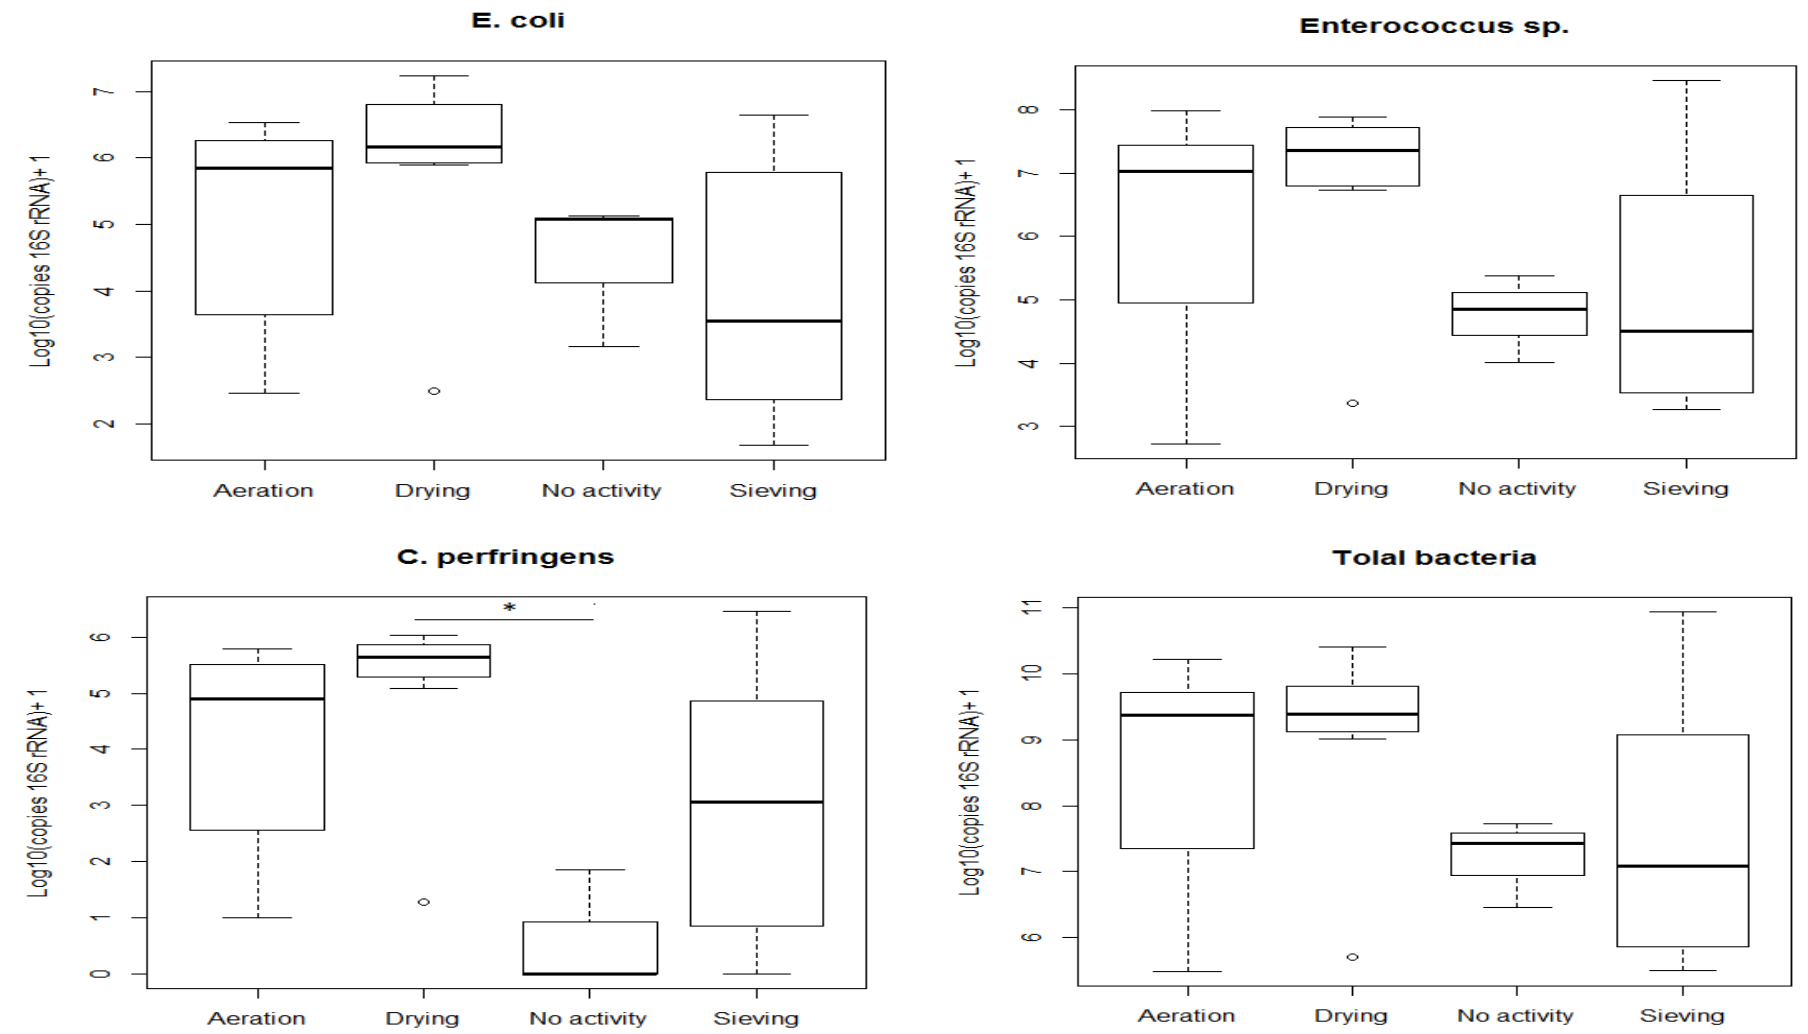 E. coli
Log10(copies 16S rRNA)+ 1
7
6
5
4
3
2
Aeration Drying No activity Sieving
Enterococcus sp.
Log10(copies 16S rRNA)+ 1
8
7
6
5
4
3
Aeration Drying No activity Sieving
C. perfringens
Log10(copies 16S rRNA)+ 1
*
6
5
4
3
2
1
0
Aeration Drying No activity Sieving
Tolal bacteria
Log10(copies 16S rRNA)+ 1
11
10
9
8
7
6
Aeration Drying No activity Sieving